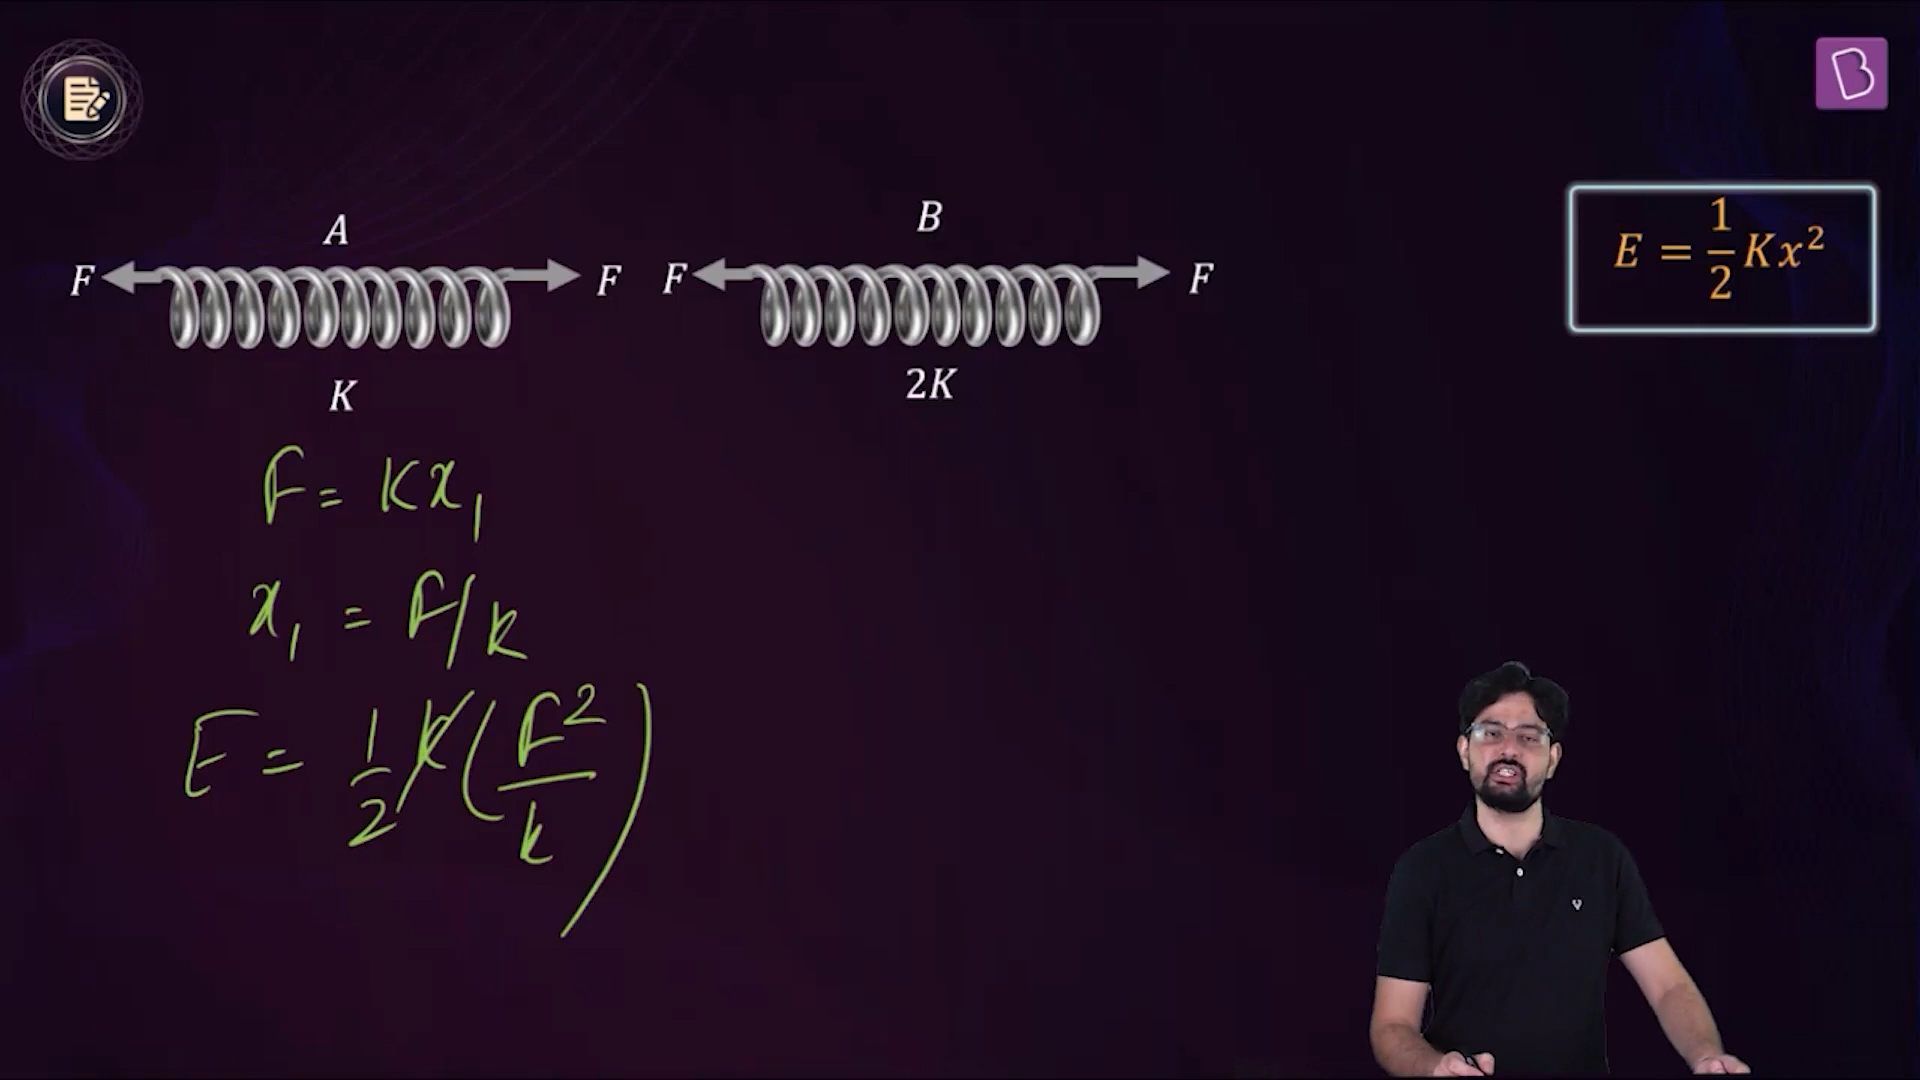 A
B
F F F F
K
2K
E = 1/2 Kx²
F = Kx₁
x₁ = F/K
E = 1/2 K (F²/K)